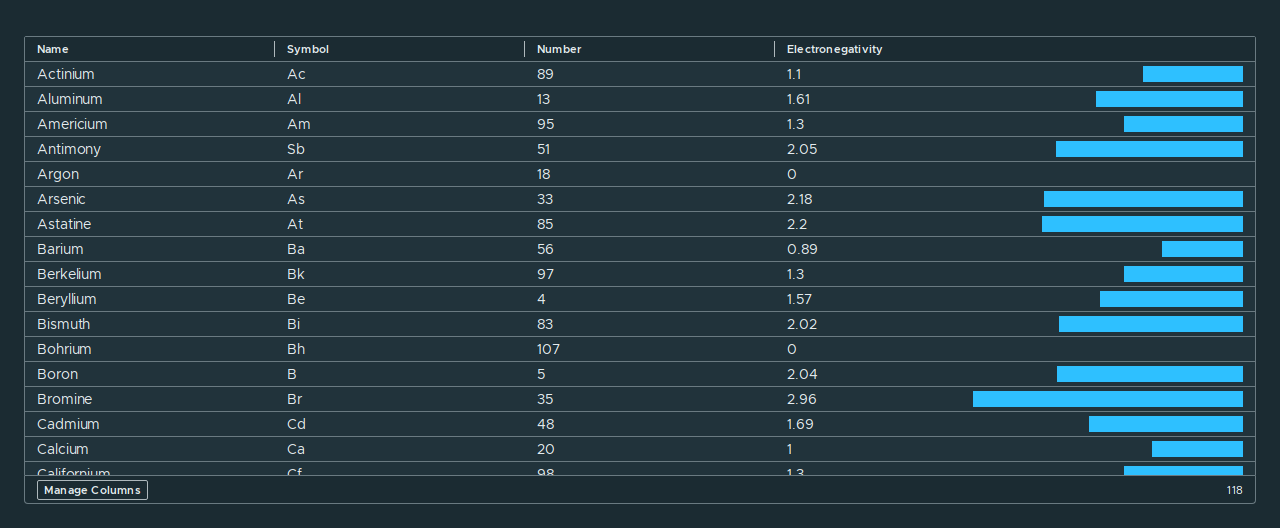 Name Symbol Number Electronegativity
Actinium Ac 89 1.1
Aluminum Al 13 1.61
Americium Am 95 1.3
Antimony Sb 51 2.05
Argon Ar 18 0
Arsenic As 33 2.18
Astatine At 85 2.2
Barium Ba 56 0.89
Berkelium Bk 97 1.3
Beryllium Be 4 1.57
Bismuth Bi 83 2.02
Bohrium Bh 107 0
Boron B 5 2.04
Bromine Br 35 2.96
Cadmium Cd 48 1.69
Calcium Ca 20 1
Californium Cf 98 1.3
Manage Columns 118